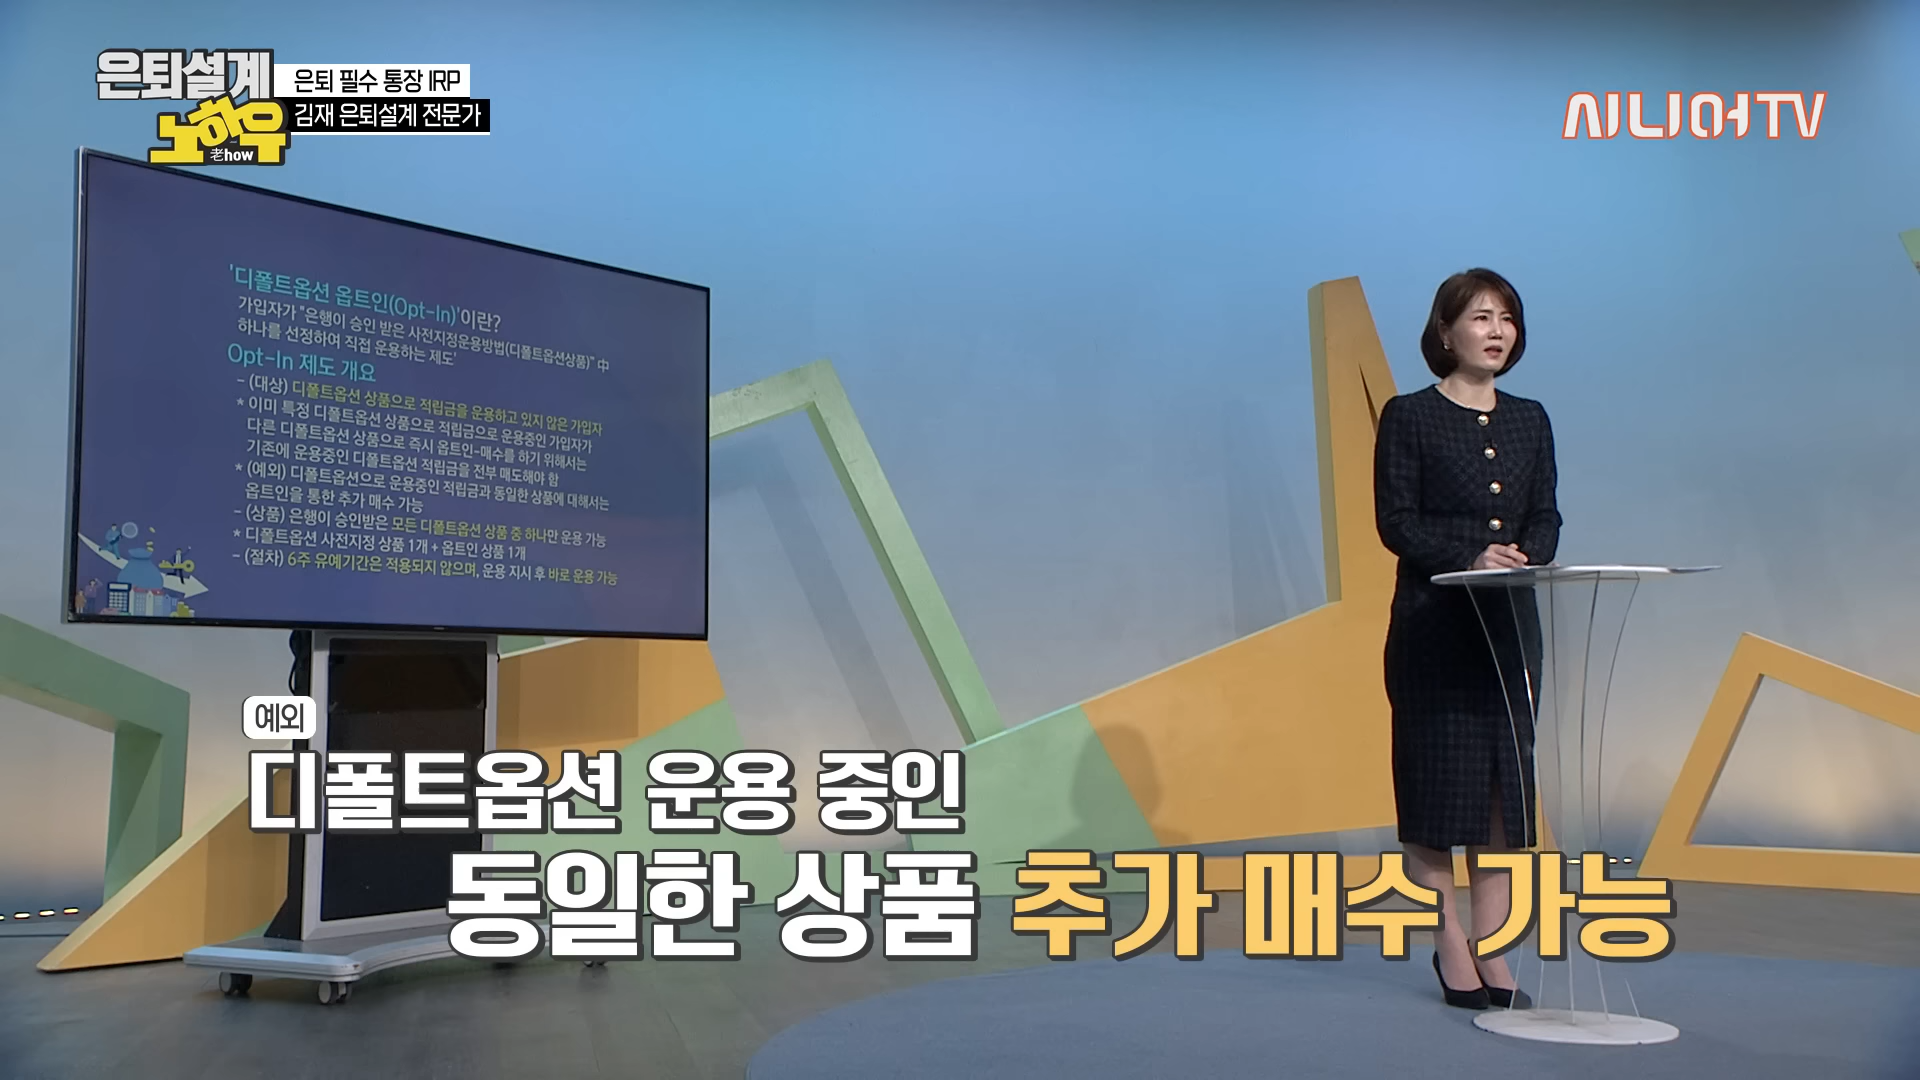 은퇴설계
노하우
老how
은퇴 필수 통장 IRP
김재 은퇴설계 전문가
시니어TV
'디폴트옵션 옵트인(Opt-In)'이란?
가입자가 "은행이 승인 받은 사전지정운용방법(디폴트옵션상품)" 中
하나를 선정하여 직접 운용하는 제도'
Opt-In 제도 개요
- (대상) 디폴트옵션 상품으로 적립금을 운용하고 있지 않은 가입자
* 이미 특정 디폴트옵션 상품으로 적립금으로 운용중인 가입자가
다른 디폴트옵션 상품으로 즉시 옵트인-매수를 하기 위해서는
기존에 운용중인 디폴트옵션 적립금을 전부 매도해야 함
* (예외) 디폴트옵션으로 운용중인 적립금과 동일한 상품에 대해서는
옵트인을 통한 추가 매수 가능
- (상품) 은행이 승인받은 모든 디폴트옵션 상품 중 하나만 운용 가능
* 디폴트옵션 사전지정 상품 1개 + 옵트인 상품 1개
- (절차) 6주 유예기간은 적용되지 않으며, 운용 지시 후 바로 운용 가능
예외
디폴트옵션 운용 중인
동일한 상품 추가 매수 가능